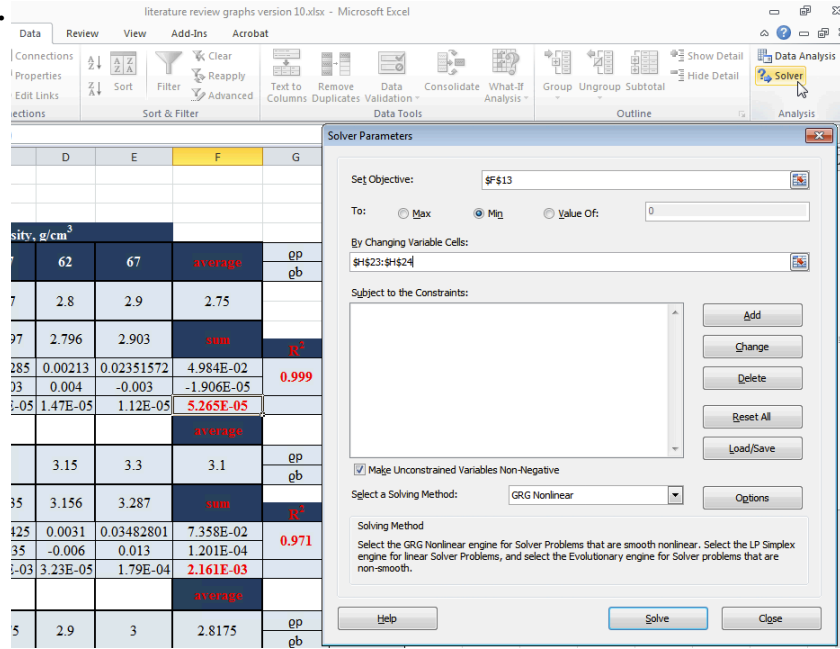 literature review graphs version 10.xlsx - Microsoft Excel
Data Review View Add-Ins Acrobat
Connections
Properties
Edit Links
Sort
Filter
Clear
Reapply
Advanced
Text to Columns
Remove Duplicates
Data Validation
Consolidate
What-If Analysis
Group
Ungroup
Subtotal
Show Detail
Hide Detail
Data Analysis
Solver
Sort & Filter
Data Tools
Outline
Analysis
D E F G
sity, g/cm3
62 67 average ϱp
ϱb
2.8 2.9 2.75
97 2.796 2.903 sum R2
285 0.00213 0.02351572 4.984E-02 0.999
03 0.004 -0.003 -1.906E-05
E-05 1.47E-05 1.12E-05 5.265E-05
average
3.15 3.3 3.1 ϱp
ϱb
35 3.156 3.287 sum R2
425 0.0031 0.03482801 7.358E-02 0.971
35 -0.006 0.013 1.201E-04
E-03 3.23E-05 1.79E-04 2.161E-03
average
5 2.9 3 2.8175 ϱp
ϱb
Solver Parameters
Set Objective: $F$13
To: Max Min Value Of: 0
By Changing Variable Cells:
$H$23:$H$24
Subject to the Constraints:
Add
Change
Delete
Reset All
Load/Save
Make Unconstrained Variables Non-Negative
Select a Solving Method: GRG Nonlinear Options
Solving Method
Select the GRG Nonlinear engine for Solver Problems that are smooth nonlinear. Select the LP Simplex
engine for linear Solver Problems, and select the Evolutionary engine for Solver problems that are
non-smooth.
Help Solve Close